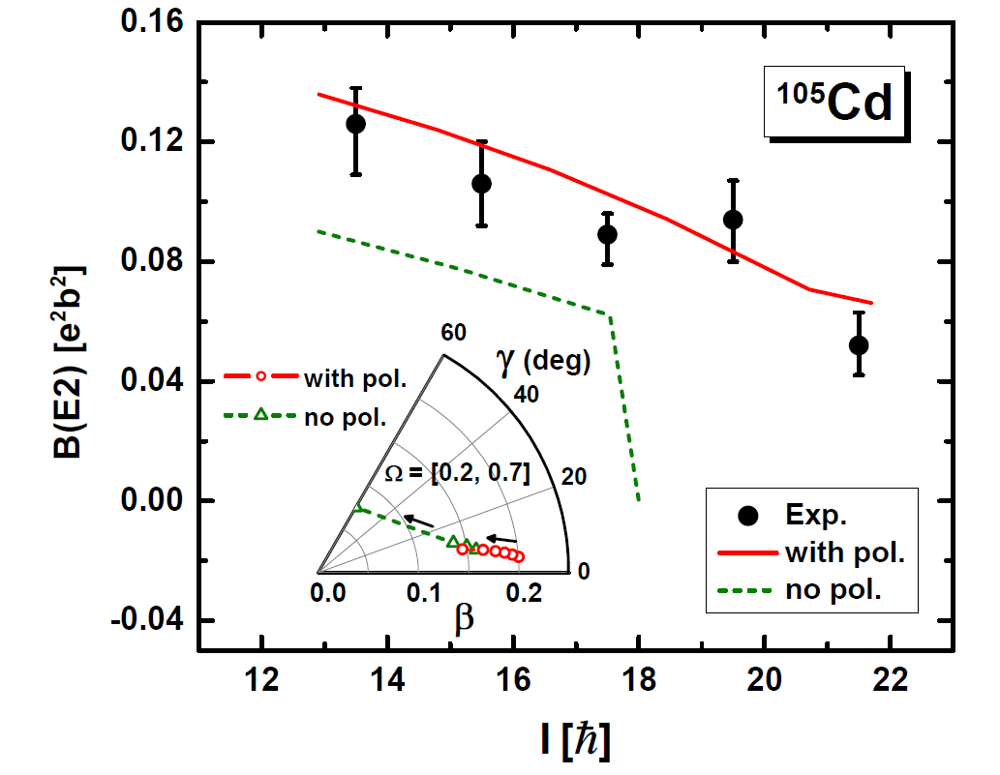 0.16
0.12
0.08
0.04
0.00
-0.04
B(E2) [e²b²]
¹⁰⁵Cd
60
γ (deg)
40
20
0
with pol.
no pol.
Ω = [0.2, 0.7]
0.0 0.1 0.2
β
Exp.
with pol.
no pol.
12 14 16 18 20 22
I [ℏ]